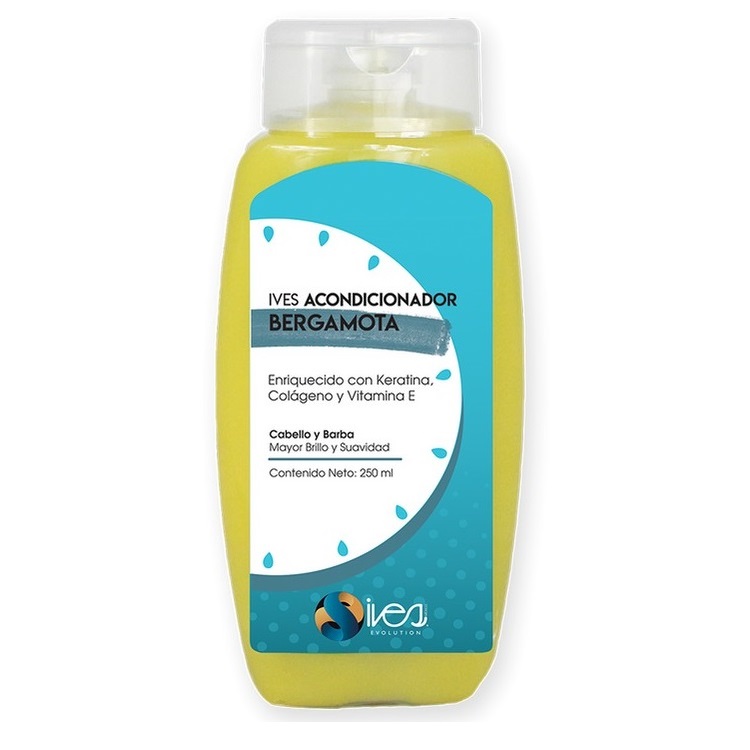 IVES ACONDICIONADOR
BERGAMOTA
Enriquecido con Keratina,
Colágeno y Vitamina E
Cabello y Barba
Mayor Brillo y Suavidad
Contenido Neto: 250 ml
ives
EVOLUTION